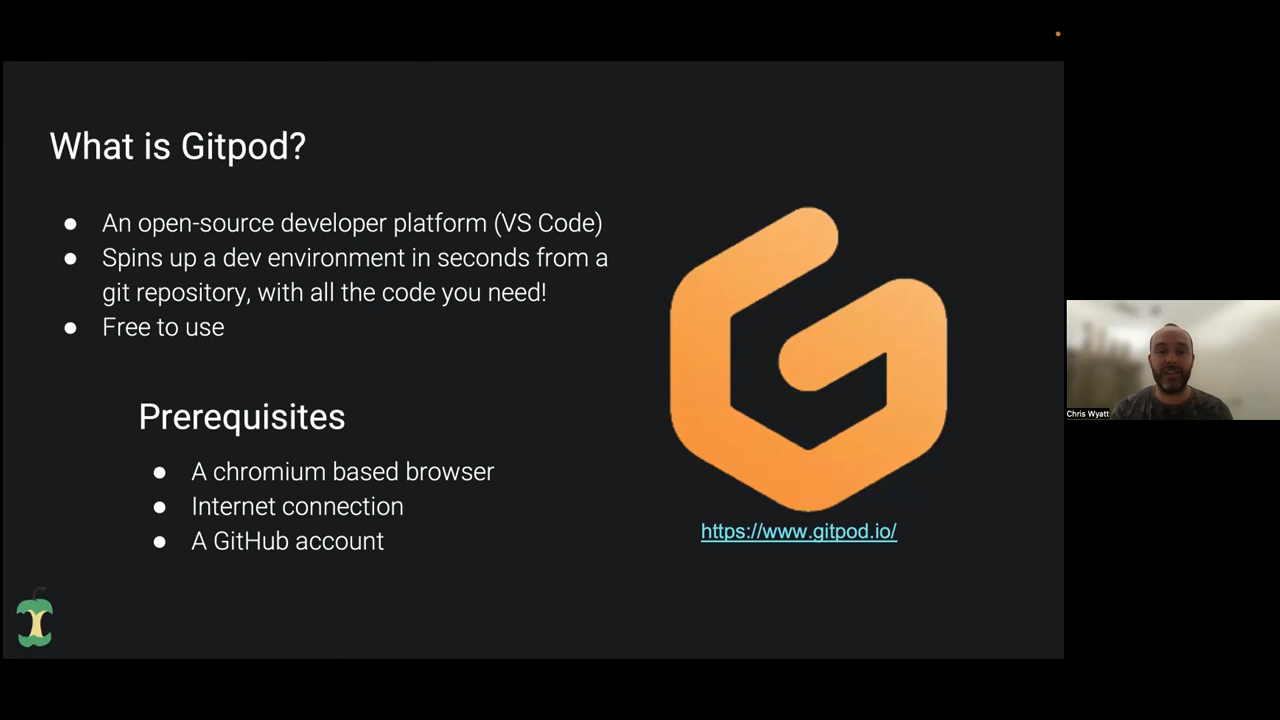 What is Gitpod?
● An open-source developer platform (VS Code)
● Spins up a dev environment in seconds from a
git repository, with all the code you need!
● Free to use
Prerequisites
● A chromium based browser
● Internet connection
● A GitHub account
https://www.gitpod.io/
Chris Wyatt